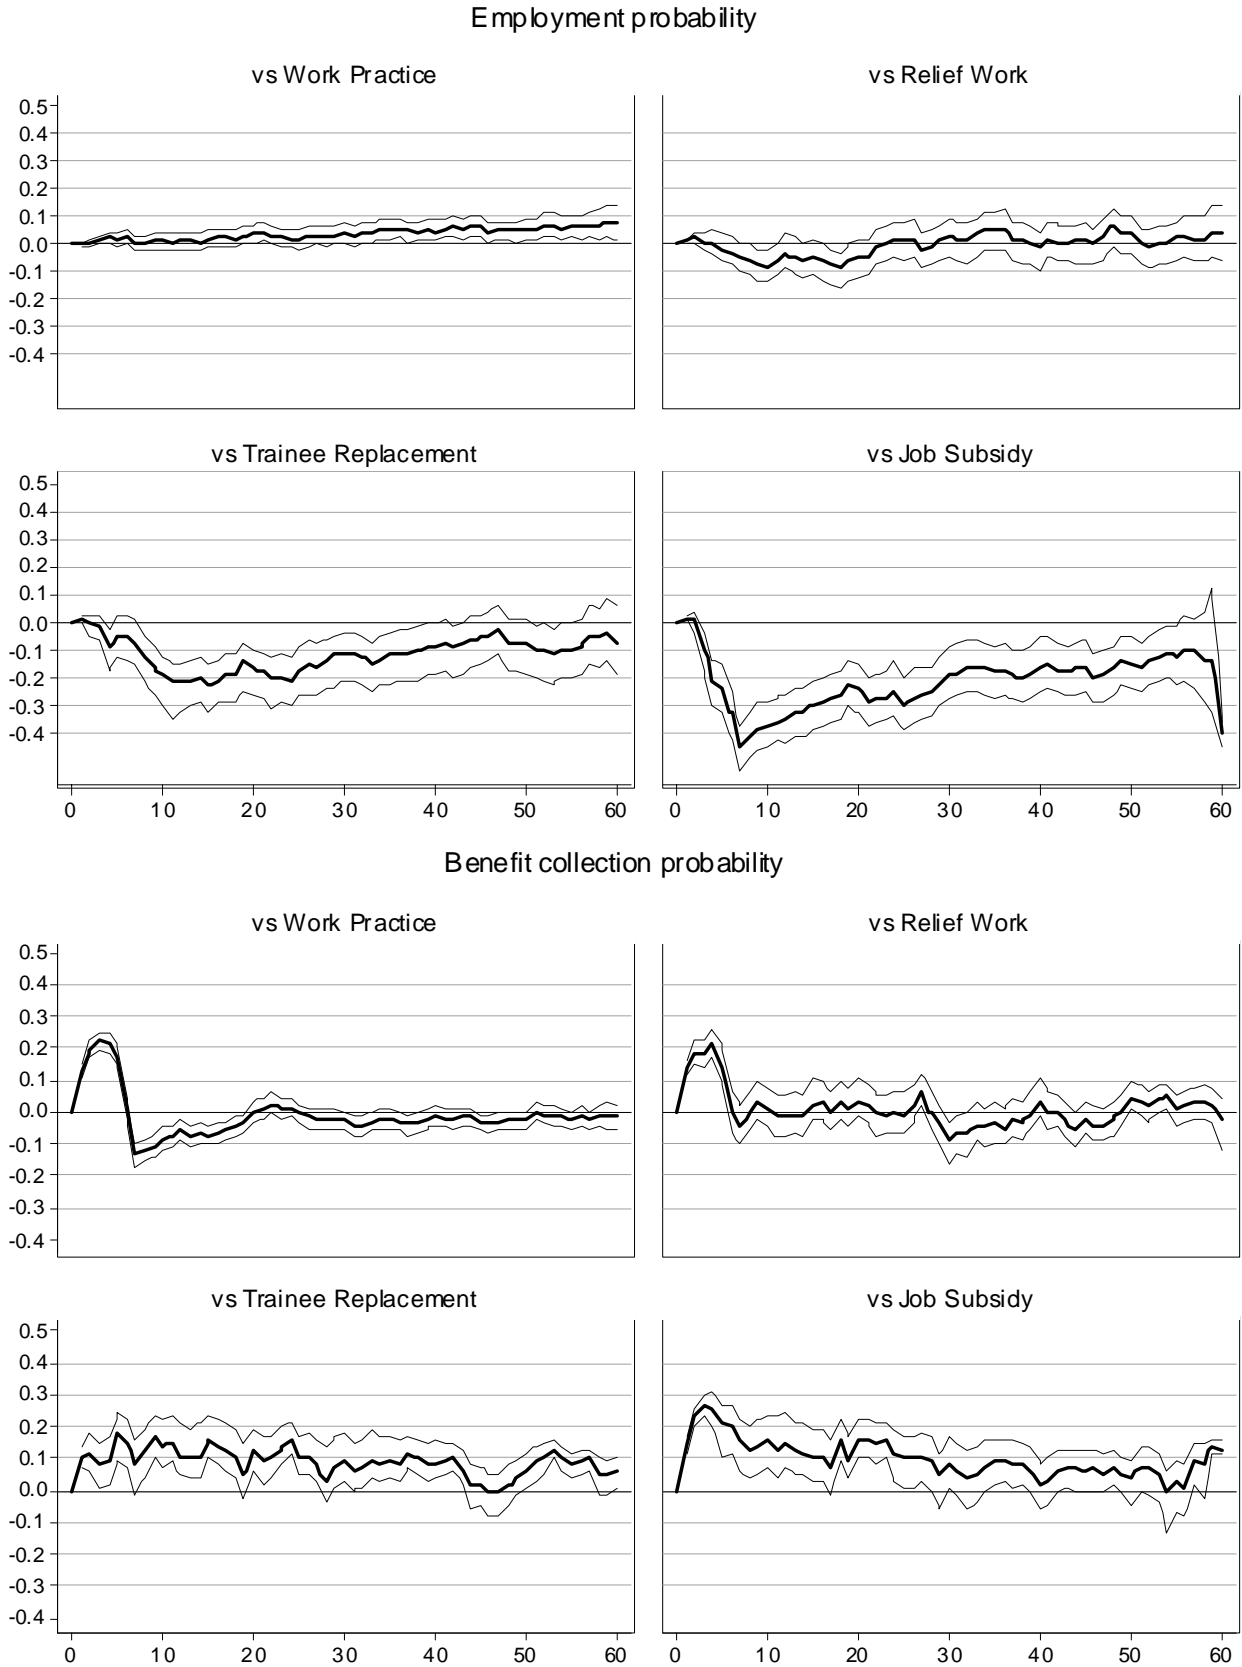 Employment probability
vs Work Practice
vs Relief Work
0.5
0.4
0.3
0.2
0.1
0.0
-0.1
-0.2
-0.3
-0.4
vs Trainee Replacement
vs Job Subsidy
0.5
0.4
0.3
0.2
0.1
0.0
-0.1
-0.2
-0.3
-0.4
0 10 20 30 40 50 60
0 10 20 30 40 50 60
Benefit collection probability
vs Work Practice
vs Relief Work
0.5
0.4
0.3
0.2
0.1
0.0
-0.1
-0.2
-0.3
-0.4
vs Trainee Replacement
vs Job Subsidy
0.5
0.4
0.3
0.2
0.1
0.0
-0.1
-0.2
-0.3
-0.4
0 10 20 30 40 50 60
0 10 20 30 40 50 60